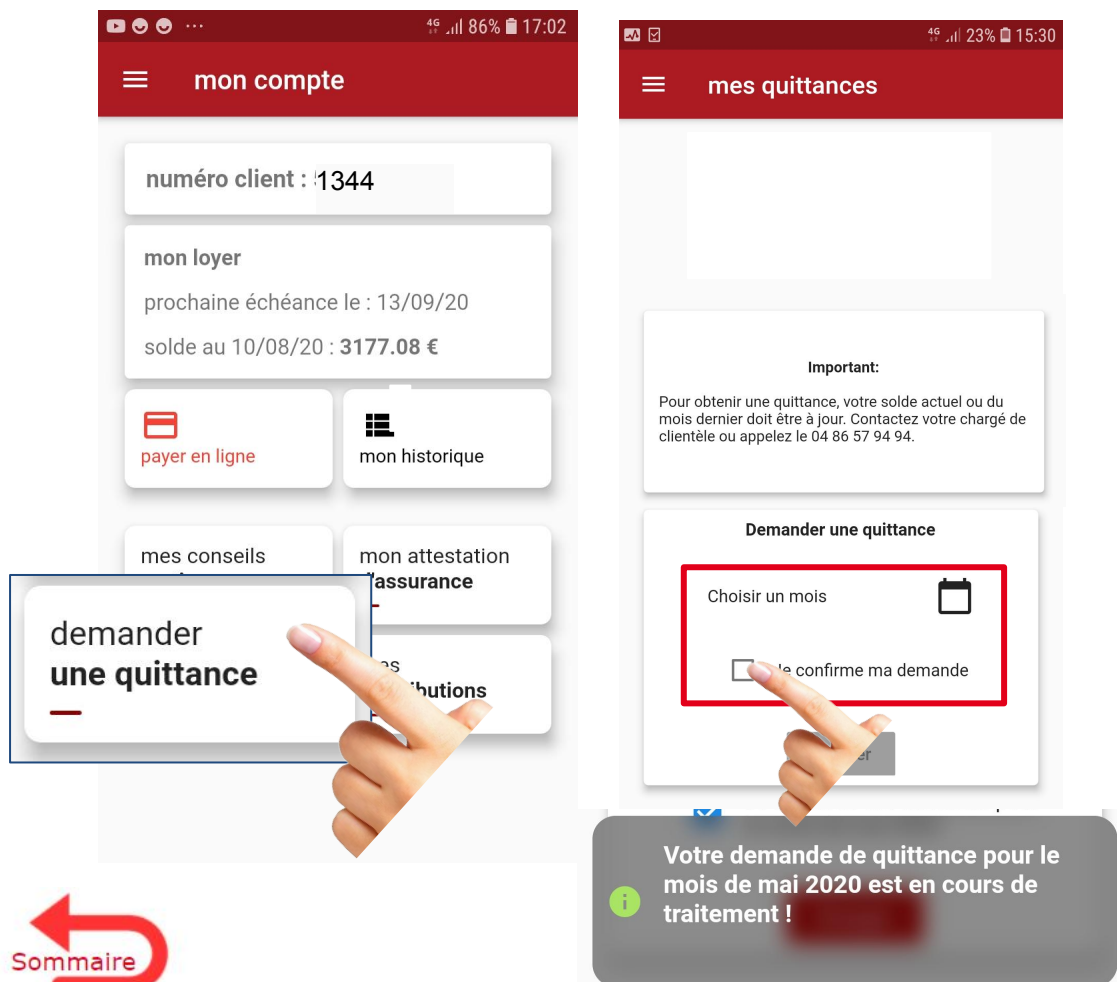 4G 86% 17:02
mon compte
numéro client : 1344
mon loyer
prochaine échéance le : 13/09/20
solde au 10/08/20 : 3177.08 €
payer en ligne
mon historique
mes conseils
mon attestation
d'assurance
demander
une quittance
Sommaire
4G 23% 15:30
mes quittances
Important:
Pour obtenir une quittance, votre solde actuel ou du
mois dernier doit être à jour. Contactez votre chargé de
clientèle ou appelez le 04 86 57 94 94.
Demander une quittance
Choisir un mois
Je confirme ma demande
Votre demande de quittance pour le
mois de mai 2020 est en cours de
traitement !